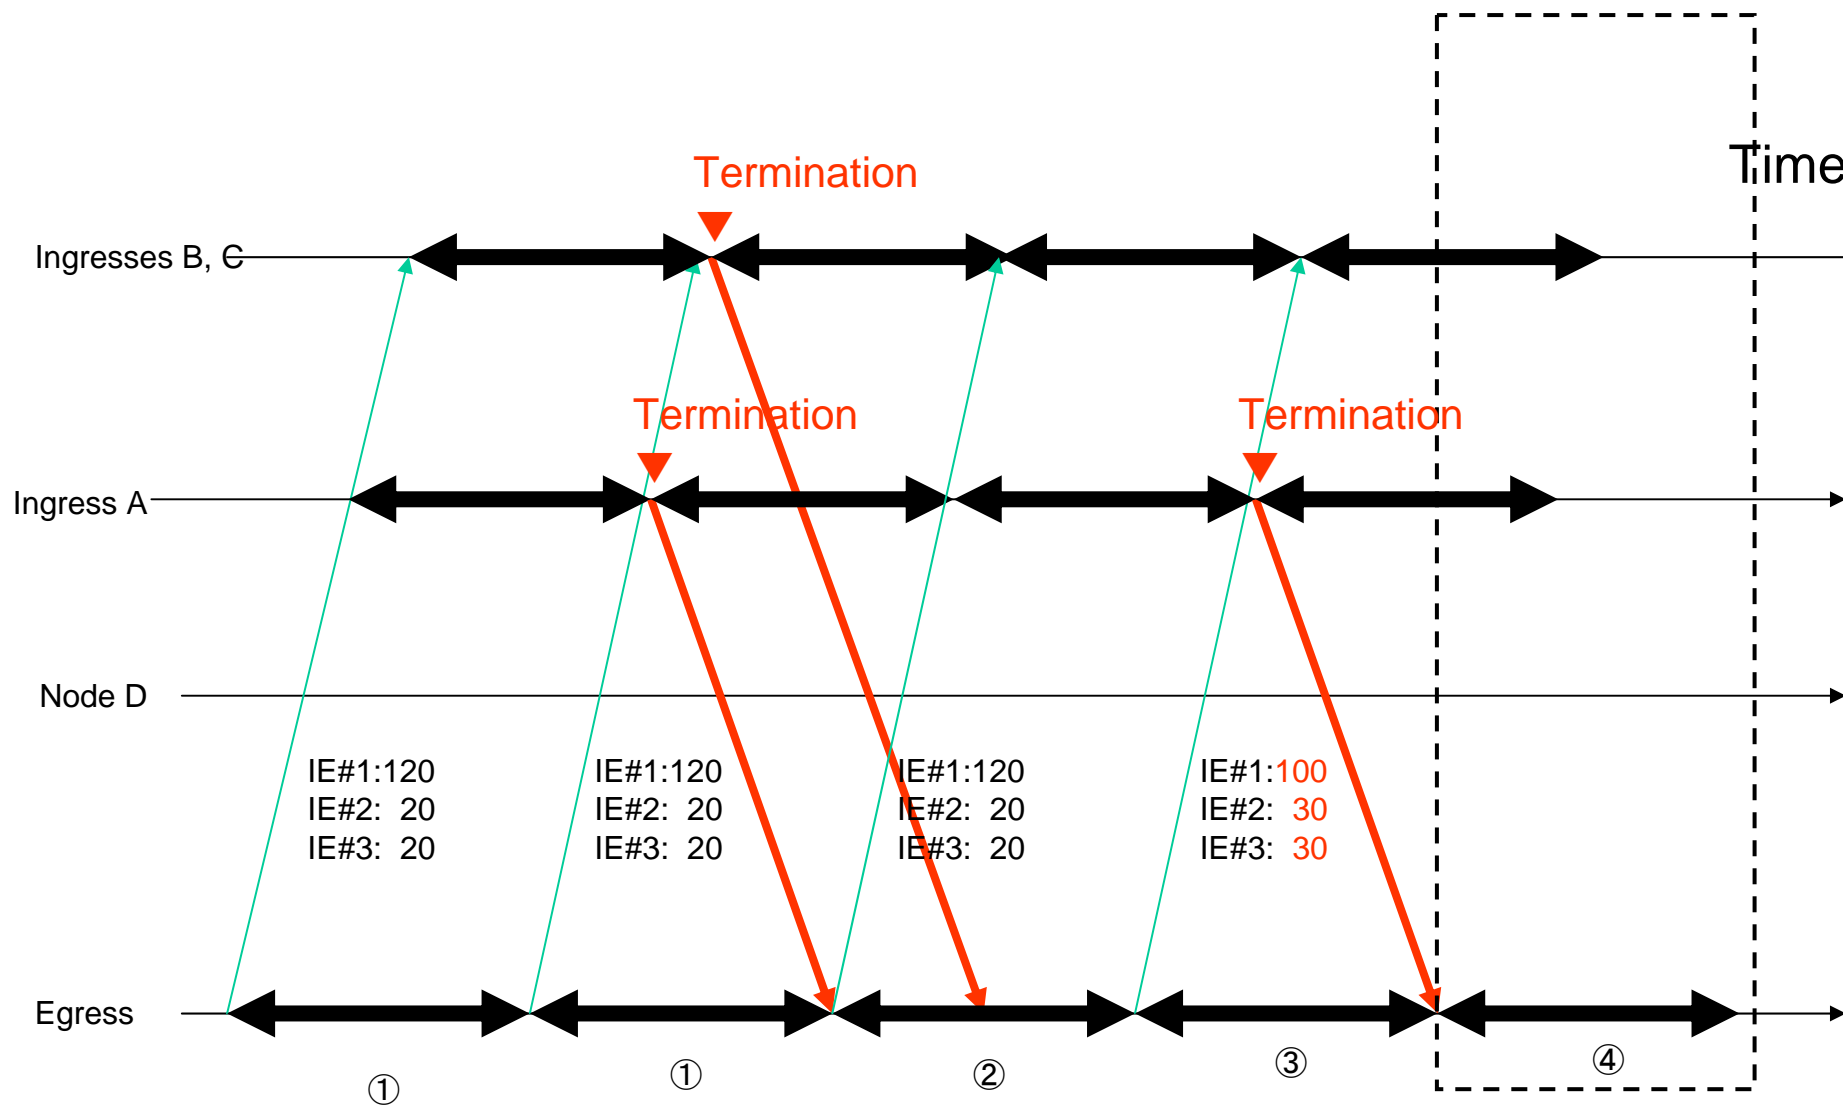 Termination
Time
Ingresses B, C
Termination
Termination
Ingress A
Node D
IE#1:120
IE#2: 20
IE#3: 20
IE#1:120
IE#2: 20
IE#3: 20
IE#1:120
IE#2: 20
IE#3: 20
IE#1:100
IE#2: 30
IE#3: 30
Egress
①
①
②
③
④